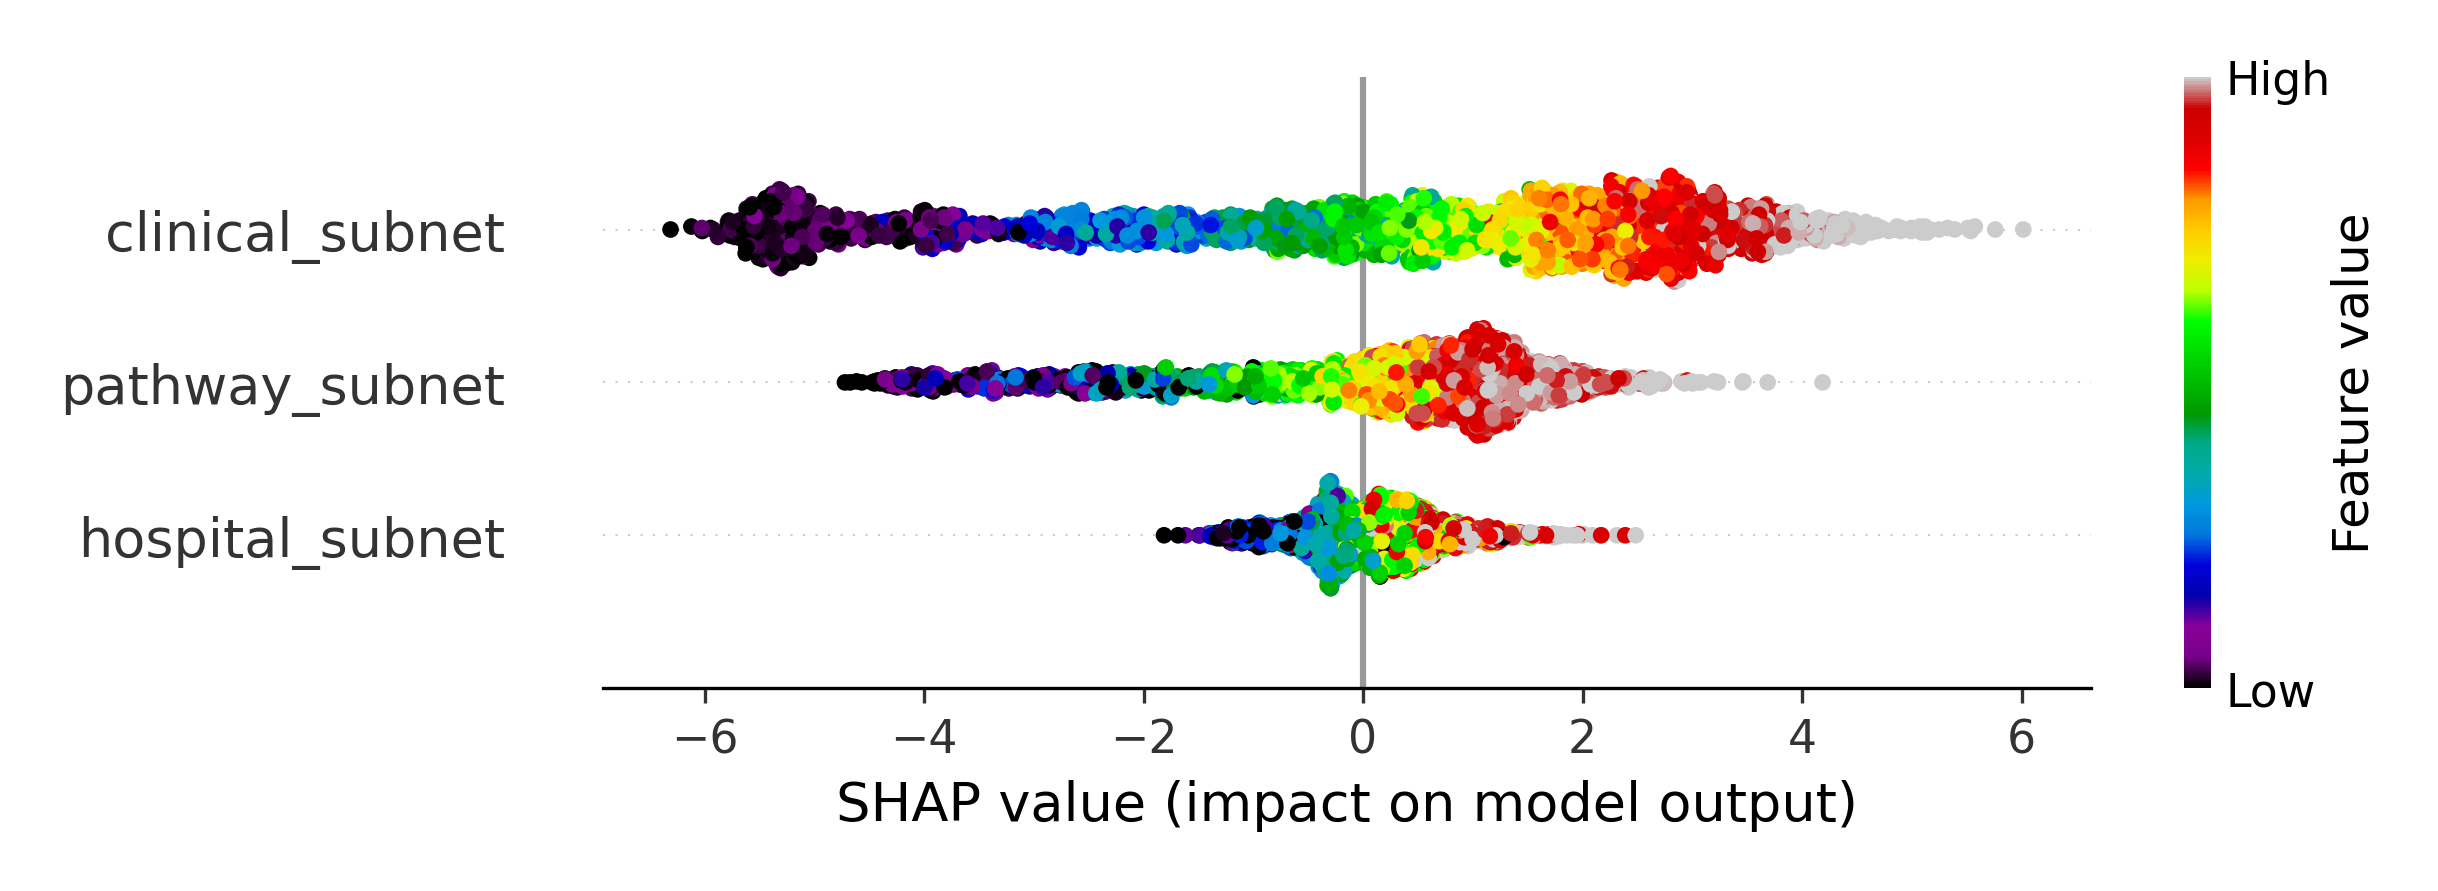 High
clinical_subnet
pathway_subnet
hospital_subnet
Feature value
Low
−6 −4 −2 0 2 4 6
SHAP value (impact on model output)